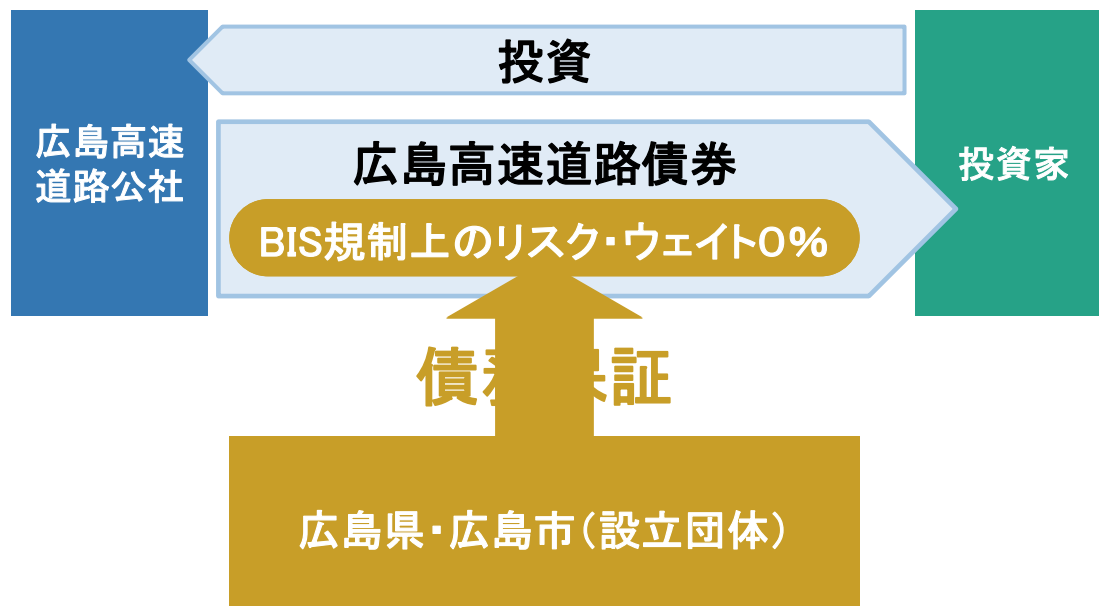 投資
広島高速
道路公社
広島高速道路債券
投資家
BIS規制上のリスク・ウェイト0%
債務保証
広島県・広島市(設立団体)